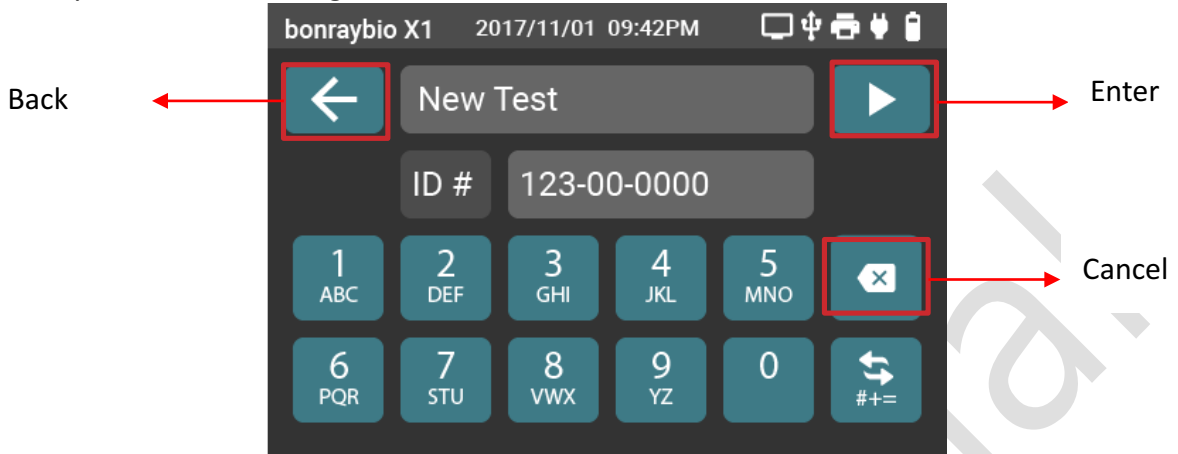 bonraybio X1 2017/11/01 09:42PM
Back
New Test
Enter
ID # 123-00-0000
1 2 3 4 5
ABC DEF GHI JKL MNO
Cancel
6 7 8 9 0
PQR STU VWX YZ #+=